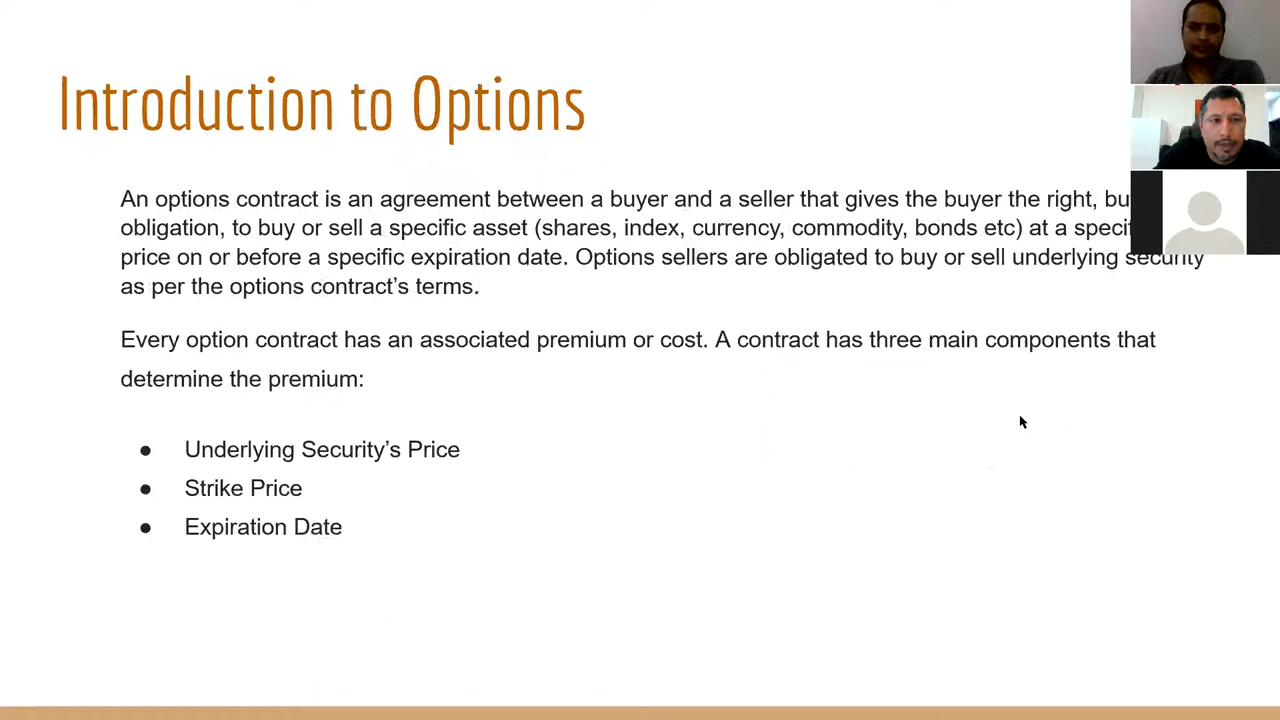 Introduction to Options
An options contract is an agreement between a buyer and a seller that gives the buyer the right,
obligation, to buy or sell a specific asset (shares, index, currency, commodity, bonds etc) at a
price on or before a specific expiration date. Options sellers are obligated to buy or sell underlying security
as per the options contract’s terms.
Every option contract has an associated premium or cost. A contract has three main components that
determine the premium:
● Underlying Security’s Price
● Strike Price
● Expiration Date